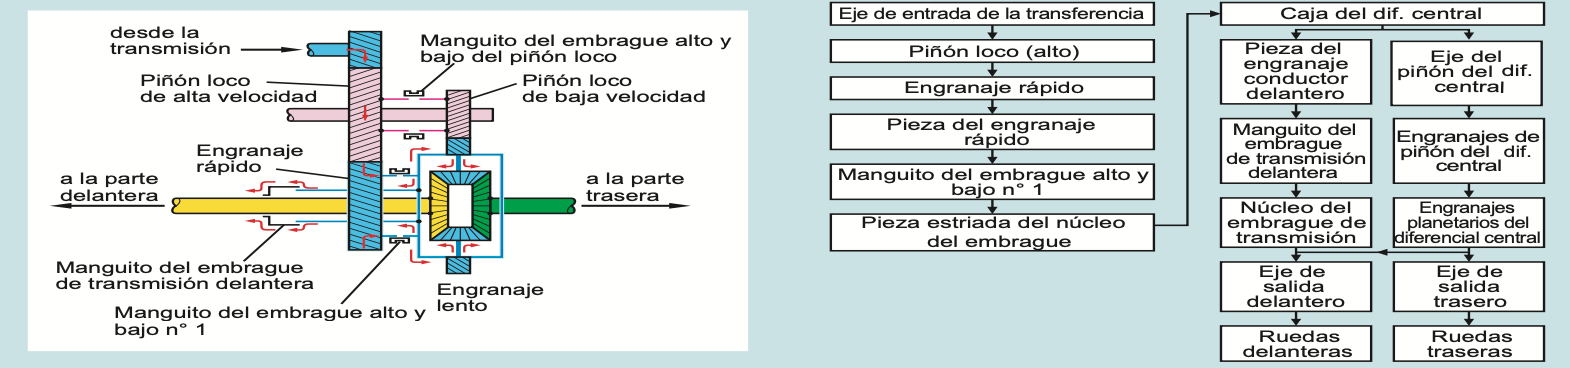 desde la
transmisión
Manguito del embrague alto y
bajo del piñón loco
Piñón loco
de alta velocidad
Piñón loco
de baja velocidad
Engranaje
rápido
a la parte
delantera
a la parte
trasera
Manguito del embrague
de transmisión delantera
Engranaje
lento
Manguito del embrague alto y
bajo n° 1
Eje de entrada de la transferencia
Piñón loco (alto)
Engranaje rápido
Pieza del engranaje
rápido
Manguito del embrague alto y
bajo n° 1
Pieza estriada del núcleo
del embrague
Caja del dif. central
Pieza del
engranaje
conductor
delantero
Manguito del
embrague
de transmisión
delantera
Núcleo del
embrague de
transmisión
Eje de
salida
delantero
Ruedas
delanteras
Eje del
piñón del dif.
central
Engranajes de
piñón del dif.
central
Engranajes
planetarios del
diferencial central
Eje de
salida
trasero
Ruedas
traseras